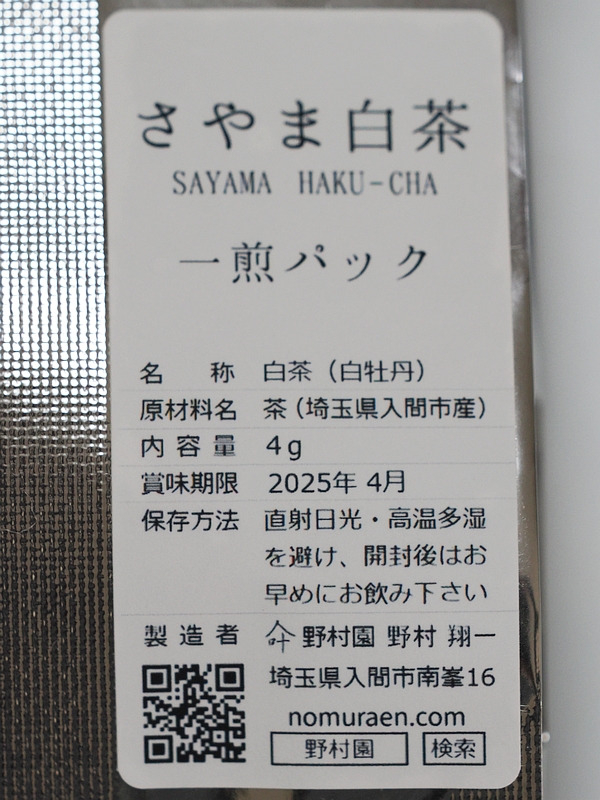 さやま白茶
SAYAMA HAKU-CHA
一煎パック
名称 白茶（白牡丹）
原材料名 茶（埼玉県入間市産）
内容量 4g
賞味期限 2025年 4月
保存方法 直射日光・高温多湿
を避け、開封後はお
早めにお飲み下さい
製造者 野村園 野村 翔一
埼玉県入間市南峯16
nomuraen.com
野村園 検索